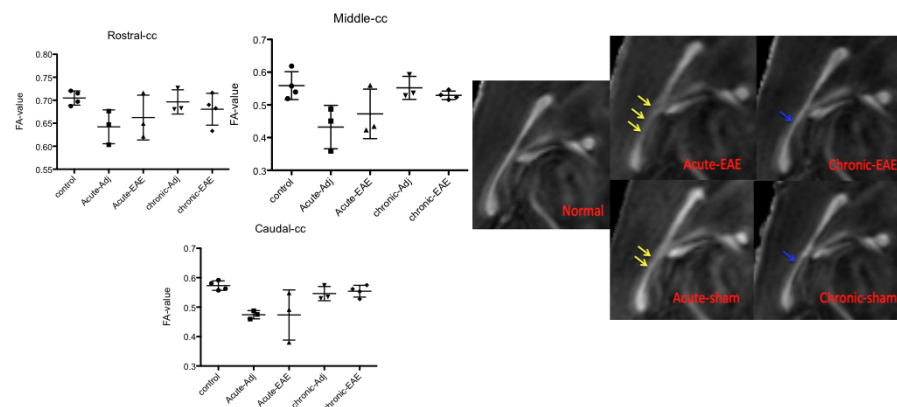 Rostral-cc
FA-value
0.80
0.75
0.70
0.65
0.60
0.55
control
Acute-Adj
Acute-EAE
chronic-Adj
chronic-EAE
Middle-cc
FA-value
0.7
0.6
0.5
0.4
0.3
control
Acute-Adj
Acute-EAE
chronic-Adj
chronic-EAE
Caudal-cc
FA-value
0.7
0.6
0.5
0.4
0.3
control
Acute-Adj
Acute-EAE
chronic-Adj
chronic-EAE
Normal
Acute-EAE
Chronic-EAE
Acute-sham
Chronic-sham